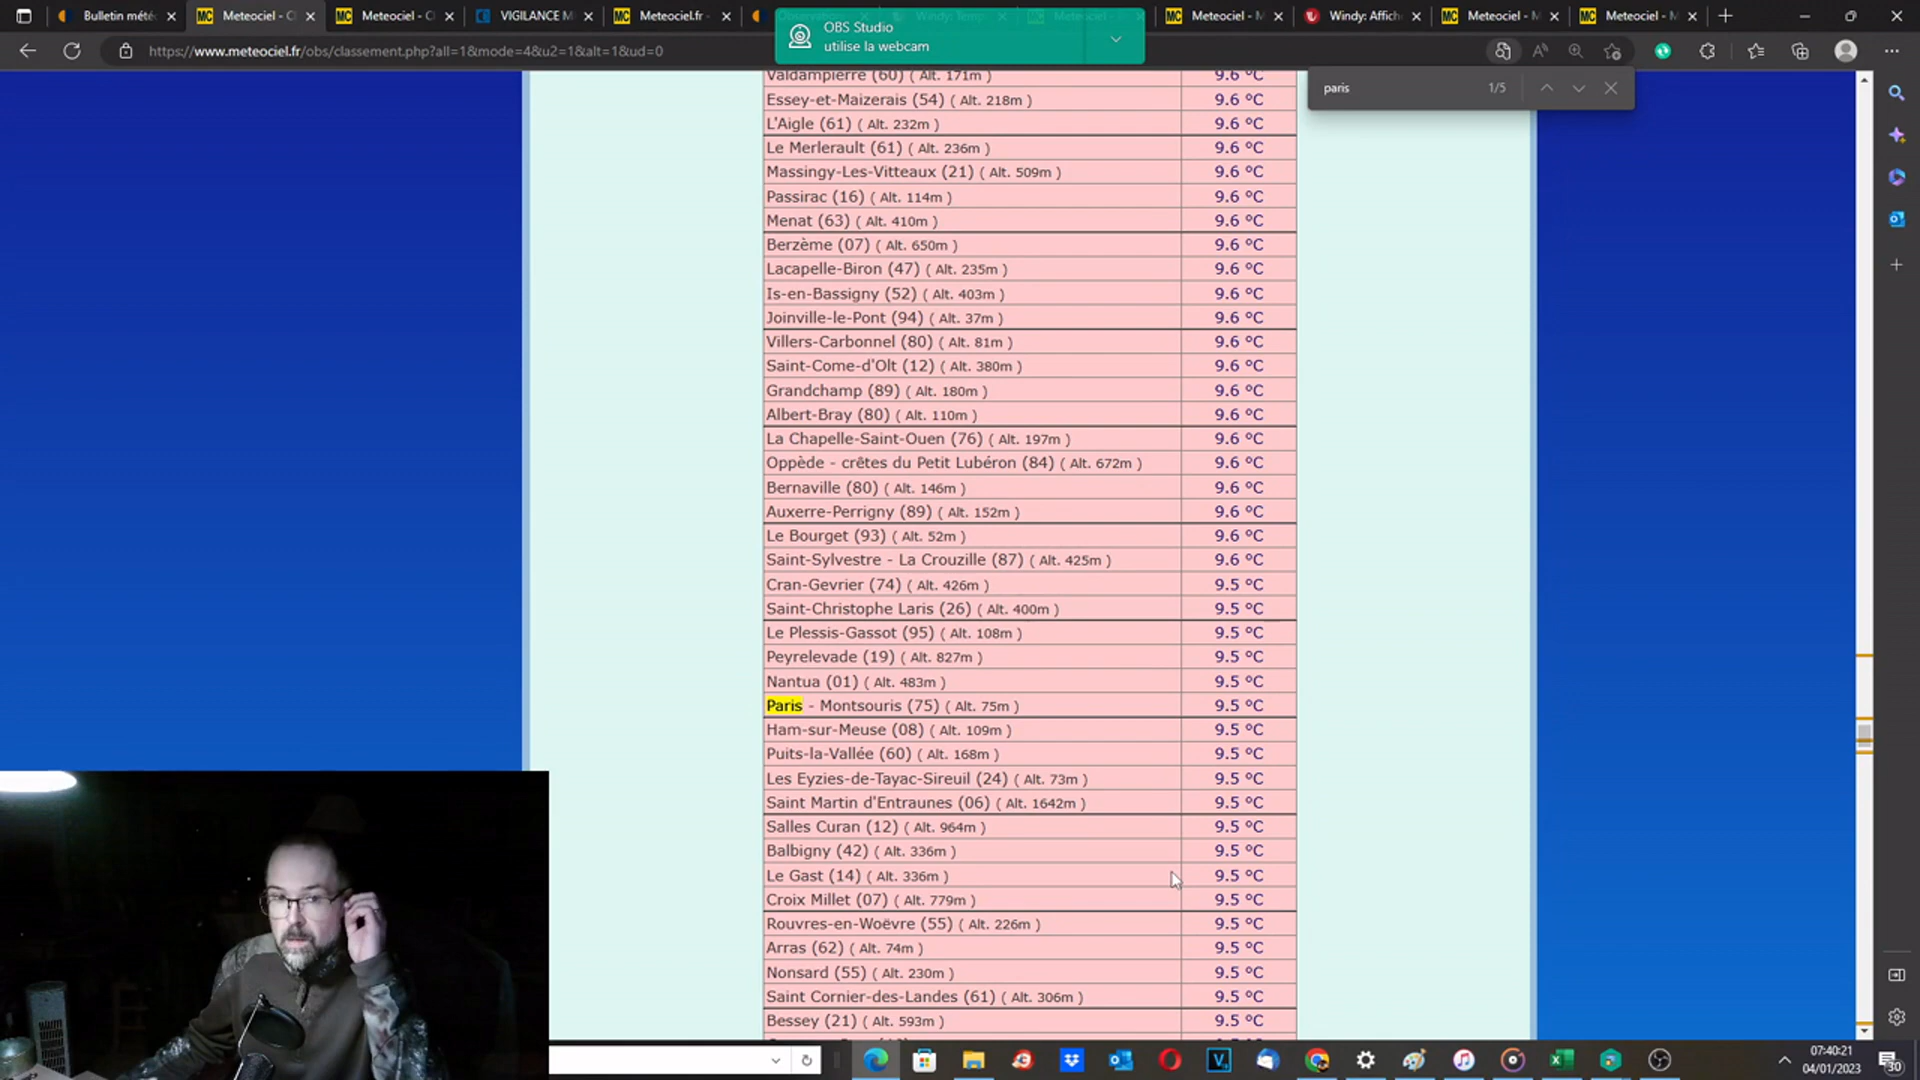 Bulletin mété
Meteociel - C
Meteociel - C
VIGILANCE M
Meteociel.fr -
Meteociel - M
Windy: Affich
Meteociel - M
Meteociel - M
OBS Studio
utilise la webcam
https://www.meteociel.fr/obs/classement.php?all=1&mode=4&u2=1&alt=1&ud=0
paris 1/5
Valdampierre (60) ( Alt. 171m ) 9.6 °C
Essey-et-Maizerais (54) ( Alt. 218m ) 9.6 °C
L'Aigle (61) ( Alt. 232m ) 9.6 °C
Le Merlerault (61) ( Alt. 236m ) 9.6 °C
Massingy-Les-Vitteaux (21) ( Alt. 509m ) 9.6 °C
Passirac (16) ( Alt. 114m ) 9.6 °C
Menat (63) ( Alt. 410m ) 9.6 °C
Berzème (07) ( Alt. 650m ) 9.6 °C
Lacapelle-Biron (47) ( Alt. 235m ) 9.6 °C
Is-en-Bassigny (52) ( Alt. 403m ) 9.6 °C
Joinville-le-Pont (94) ( Alt. 37m ) 9.6 °C
Villers-Carbonnel (80) ( Alt. 81m ) 9.6 °C
Saint-Come-d'Olt (12) ( Alt. 380m ) 9.6 °C
Grandchamp (89) ( Alt. 180m ) 9.6 °C
Albert-Bray (80) ( Alt. 110m ) 9.6 °C
La Chapelle-Saint-Ouen (76) ( Alt. 197m ) 9.6 °C
Oppède - crêtes du Petit Lubéron (84) ( Alt. 672m ) 9.6 °C
Bernaville (80) ( Alt. 146m ) 9.6 °C
Auxerre-Perrigny (89) ( Alt. 152m ) 9.6 °C
Le Bourget (93) ( Alt. 52m ) 9.6 °C
Saint-Sylvestre - La Crouzille (87) ( Alt. 425m ) 9.6 °C
Cran-Gevrier (74) ( Alt. 426m ) 9.5 °C
Saint-Christophe Laris (26) ( Alt. 400m ) 9.5 °C
Le Plessis-Gassot (95) ( Alt. 108m ) 9.5 °C
Peyrelevade (19) ( Alt. 827m ) 9.5 °C
Nantua (01) ( Alt. 483m ) 9.5 °C
Paris - Montsouris (75) ( Alt. 75m ) 9.5 °C
Ham-sur-Meuse (08) ( Alt. 109m ) 9.5 °C
Puits-la-Vallée (60) ( Alt. 168m ) 9.5 °C
Les Eyzies-de-Tayac-Sireuil (24) ( Alt. 73m ) 9.5 °C
Saint Martin d'Entraunes (06) ( Alt. 1642m ) 9.5 °C
Salles Curan (12) ( Alt. 964m ) 9.5 °C
Balbigny (42) ( Alt. 336m ) 9.5 °C
Le Gast (14) ( Alt. 336m ) 9.5 °C
Croix Millet (07) ( Alt. 779m ) 9.5 °C
Rouvres-en-Woëvre (55) ( Alt. 226m ) 9.5 °C
Arras (62) ( Alt. 74m ) 9.5 °C
Nonsard (55) ( Alt. 230m ) 9.5 °C
Saint Cornier-des-Landes (61) ( Alt. 306m ) 9.5 °C
Bessey (21) ( Alt. 593m ) 9.5 °C
07:40:21
04/01/2023
30